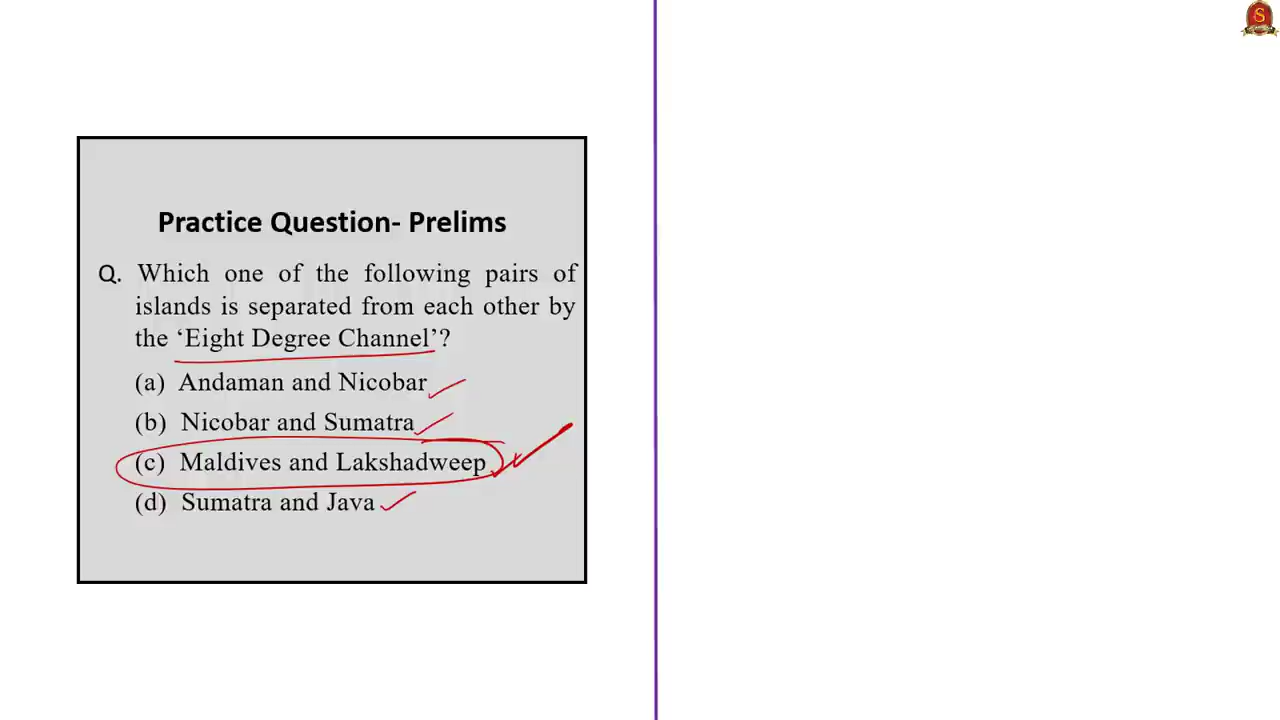 Practice Question- Prelims
Q. Which one of the following pairs of
islands is separated from each other by
the ‘Eight Degree Channel’?
(a) Andaman and Nicobar
(b) Nicobar and Sumatra
(c) Maldives and Lakshadweep
(d) Sumatra and Java
S